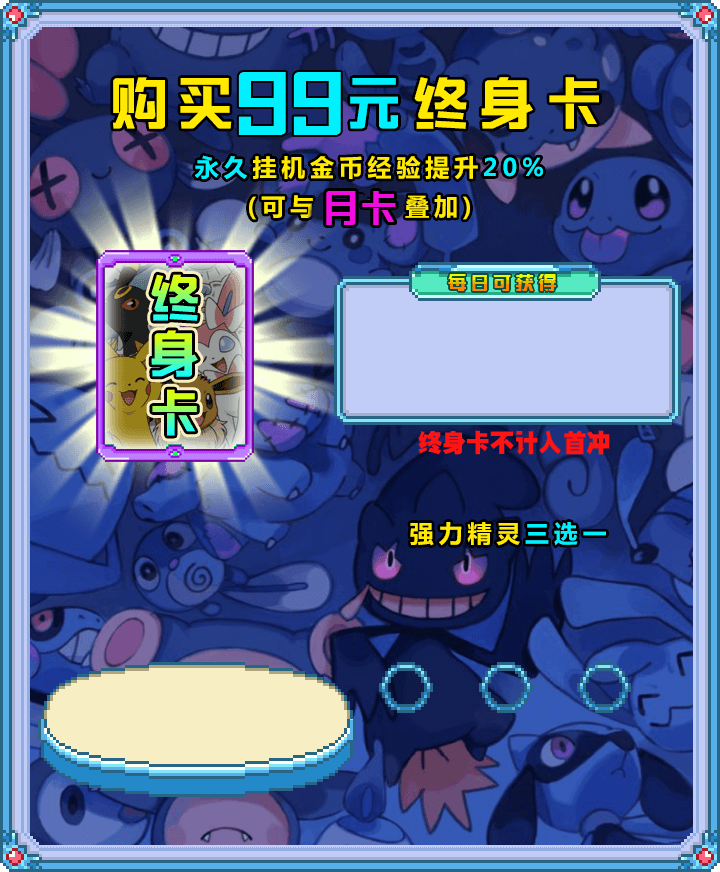 购买99元终身卡
永久挂机金币经验提升20%
(可与月卡叠加)
终身卡
每日可获得
终身卡不计入首冲
强力精灵三选一